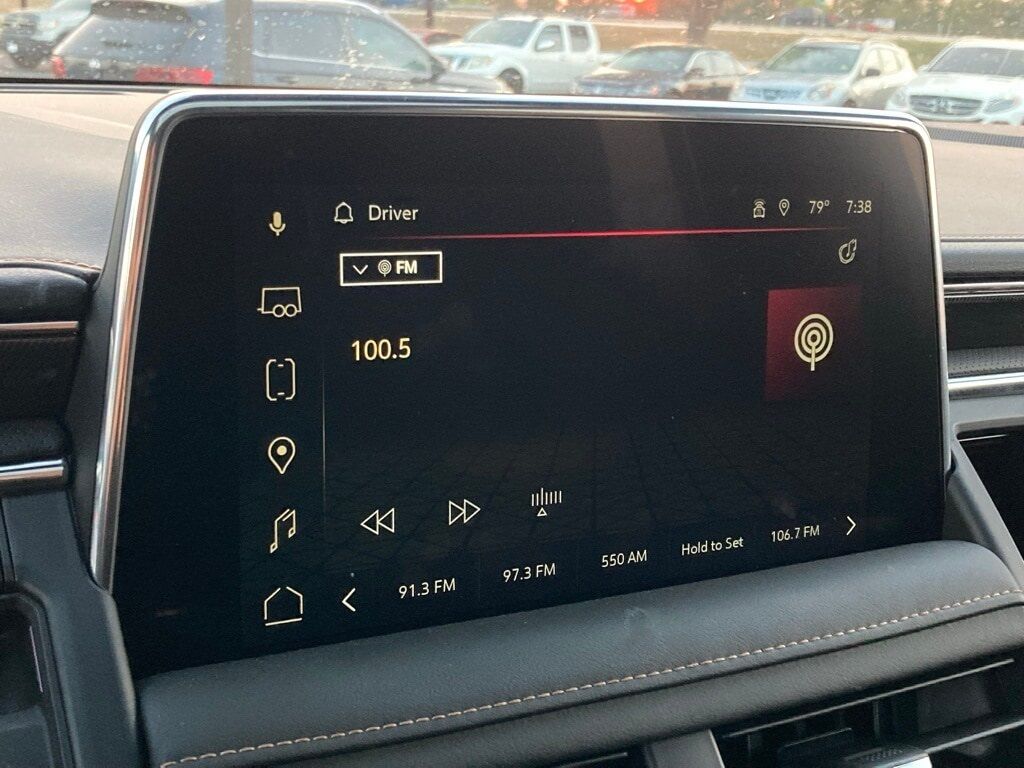 Driver 79° 7:38
FM
100.5
91.3 FM 97.3 FM 550 AM Hold to Set 106.7 FM